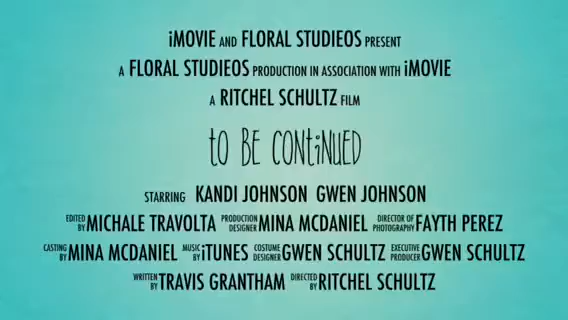 iMOVIE AND FLORAL STUDIEOS PRESENT
A FLORAL STUDIEOS PRODUCTION IN ASSOCIATION WITH iMOVIE
A RITCHEL SCHULTZ FILM
tO BE CONtiNUED
STARRING KANDI JOHNSON GWEN JOHNSON
EDITED BY MICHALE TRAVOLTA PRODUCTION DESIGNER MINA MCDANIEL DIRECTOR OF PHOTOGRAPHY FAYTH PEREZ
CASTING BY MINA MCDANIEL MUSIC BY iTUNES COSTUME DESIGNER GWEN SCHULTZ EXECUTIVE PRODUCER GWEN SCHULTZ
WRITTEN BY TRAVIS GRANTHAM DIRECTED BY RITCHEL SCHULTZ